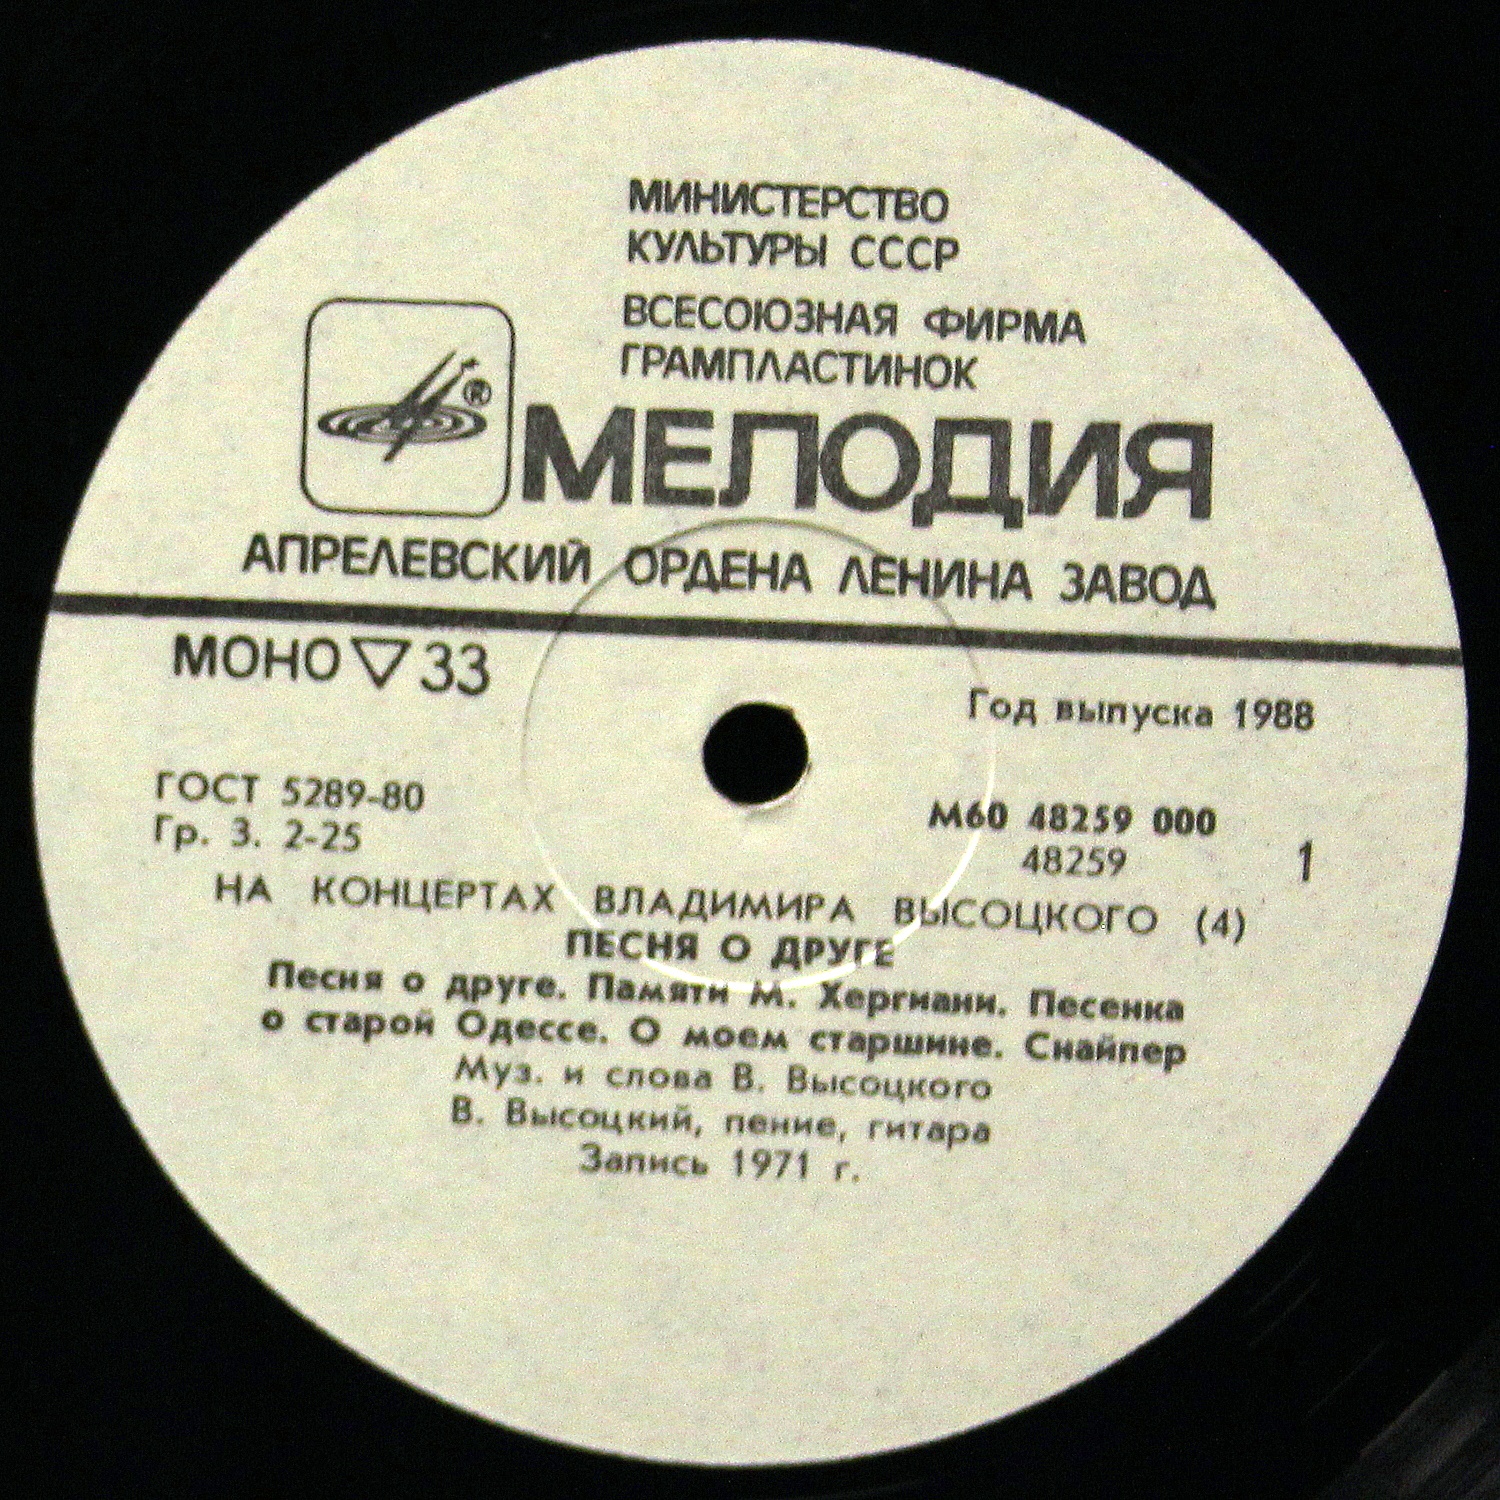 МИНИСТЕРСТВО
КУЛЬТУРЫ СССР
ВСЕСОЮЗНАЯ ФИРМА
ГРАМПЛАСТИНОК
®
МЕЛОДИЯ
АПРЕЛЕВСКИЙ ОРДЕНА ЛЕНИНА ЗАВОД
МОНО ▽ 33
Год выпуска 1988
ГОСТ 5289-80
Гр. 3. 2-25
М60 48259 000
48259
1
НА КОНЦЕРТАХ ВЛАДИМИРА ВЫСОЦКОГО (4)
ПЕСНЯ О ДРУГЕ
Песня о друге. Памяти М. Хергиани. Песенка
о старой Одессе. О моем старшине. Снайпер
Муз. и слова В. Высоцкого
В. Высоцкий, пение, гитара
Запись 1971 г.